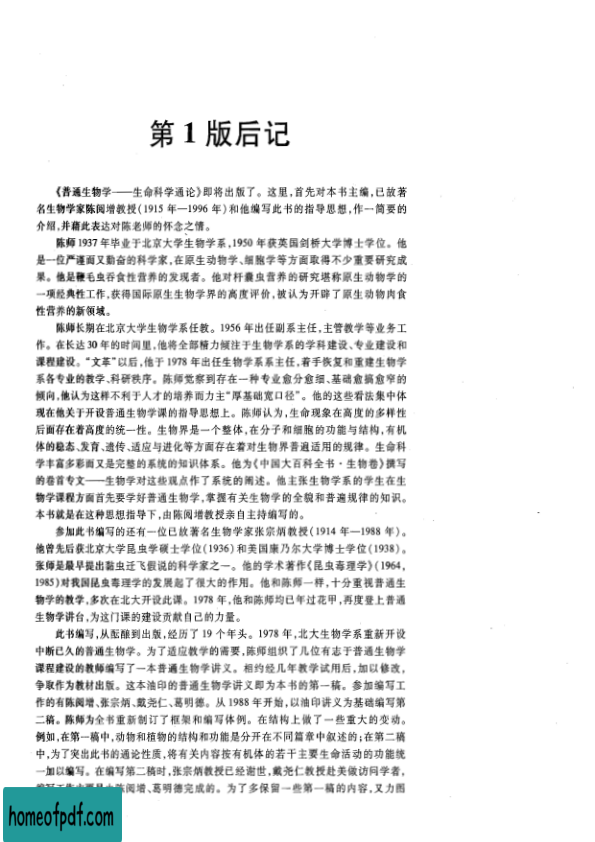 第1版后记
《普通生物学——生命科学通论》即将出版了。这里,首先对本书主编,已故著
名生物学家陈阅增教授(1915年—1996年)和他编写此书的指导思想,作一简要的
介绍,并藉此表达对陈老师的怀念之情。
陈师1937年毕业于北京大学生物学系,1950年获英国剑桥大学博士学位。他
是一位严谨而又勤奋的科学家,在原生动物学、细胞学等方面取得不少重要研究成
果。他是鞭毛虫吞食性营养的发现者。他对杆囊虫营养的研究堪称原生动物学的
一项经典性工作,获得国际原生生物学界的高度评价,被认为开辟了原生动物肉食
性营养的新领域。
陈师长期在北京大学生物学系任教。1956年出任副系主任,主管教学等业务工
作。在长达30年的时间里,他将全部精力倾注于生物学系的学科建设、专业建设和
课程建设。“文革”以后,他于1978年出任生物学系系主任,着手恢复和重建生物学
系各专业的教学、科研秩序。陈师觉察到存在一种专业愈分愈细、基础愈搞愈窄的
倾向,他认为这样不利于人才的培养而力主“厚基础宽口径”。他的这些看法集中体
现在他关于开设普通生物学课的指导思想上。陈师认为,生命现象在高度的多样性
后面存在着高度的统一性。生物界是一个整体,在分子和细胞的功能与结构,有机
体的稳态、发育、遗传、适应与进化等方面存在着对生物界普遍适用的规律。生命科
学丰富多彩而又是完整的系统的知识体系。他为《中国大百科全书·生物卷》撰写
的卷首专文——生物学对这些观点作了系统的阐述。他主张生物学系的学生在生
物学课程方面首先要学好普通生物学,掌握有关生物学的全貌和普遍规律的知识。
本书就是在这种思想指导下,由陈阅增教授亲自主持编写的。
参加此书编写的还有一位已故著名生物学家张宗炳教授(1914年—1988年)。
他曾先后获北京大学昆虫学硕士学位(1936)和美国康乃尔大学博士学位(1938)。
张师是最早提出黏虫迁飞假说的科学家之一。他的学术著作《昆虫毒理学》(1964,
1985)对我国昆虫毒理学的发展起了很大的作用。他和陈师一样,十分重视普通生
物学的教学,多次在北大开设此课。1978年,他和陈师均已年过花甲,再度登上普通
生物学讲台,为这门课的建设贡献自己的力量。
此书编写,从酝酿到出版,经历了19个年头。1978年,北大生物学系重新开设
中断已久的普通生物学。为了适应教学的需要,陈师组织了几位有志于普通生物学
课程建设的教师编写了一本普通生物学讲义。相约经几年教学试用后,加以修改,
争取作为教材出版。这本油印的普通生物学讲义即为本书的第一稿。参加编写工
作的有陈阅增、张宗炳、戴尧仁、葛明德。从1988年开始,以油印讲义为基础编写第
二稿。陈师为全书重新制订了框架和编写体例。在结构上做了一些重大的变动。
例如,在第一稿中,动物和植物的结构和功能是分开在不同篇章中叙述的;在第二稿
中,为了突出此书的通论性质,将有关内容按有机体的若干主要生命活动的功能统
一加以编写。在编写第二稿时,张宗炳教授已经谢世,戴尧仁教授赴美做访问学者,
陈阅增、葛明德完成的。为了多保留一些第一稿的内容,又力图
homeofpdf.com